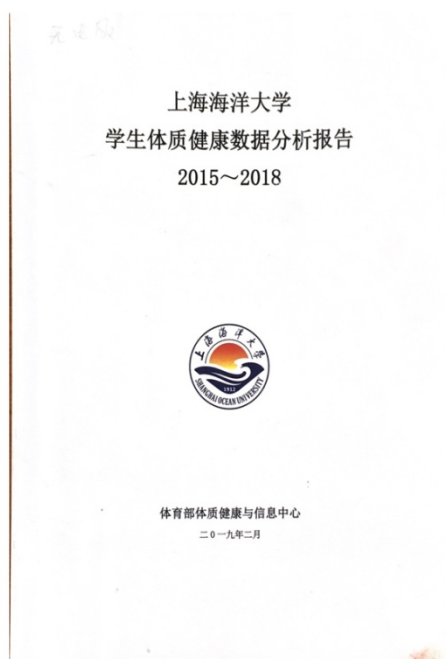 上海海洋大学
学生体质健康数据分析报告
2015～2018
上海海洋大学
1912
SHANGHAI OCEAN UNIVERSITY
体育部体质健康与信息中心
二０一九年二月